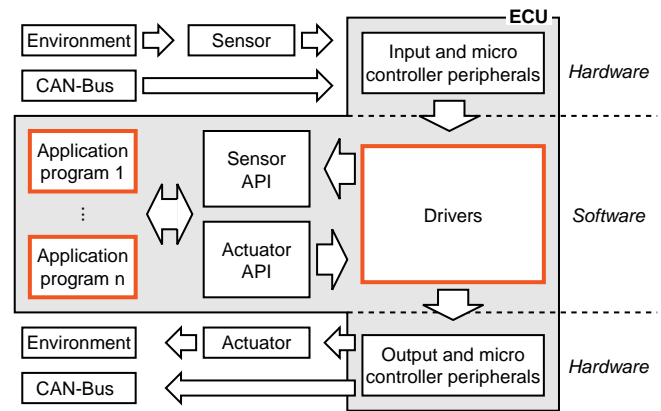 ECU
Environment
Sensor
Input and micro
controller peripherals
Hardware
CAN-Bus
Application
program 1
Sensor
API
Drivers
Software
...
Application
program n
Actuator
API
Environment
Actuator
Output and micro
controller peripherals
Hardware
CAN-Bus